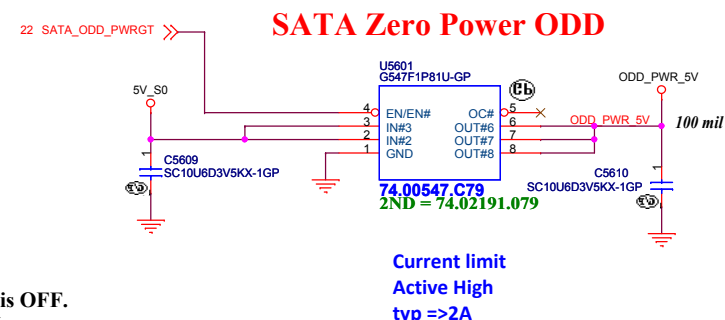 SATA Zero Power ODD
22 SATA_ODD_PWRGT
U5601
G547F1P81U-GP
5V_S0
ODD_PWR_5V
4 EN/EN# OC# 5
3 IN#3 OUT#6 6 ODD_PWR_5V 100 mil
2 IN#2 OUT#7 7
1 GND OUT#8 8
1 C5609
SC10U6D3V5KX-1GP
1 C5610
SC10U6D3V5KX-1GP
74.00547.C79
2ND = 74.02191.079
Current limit
Active High
typ =>2A
is OFF.